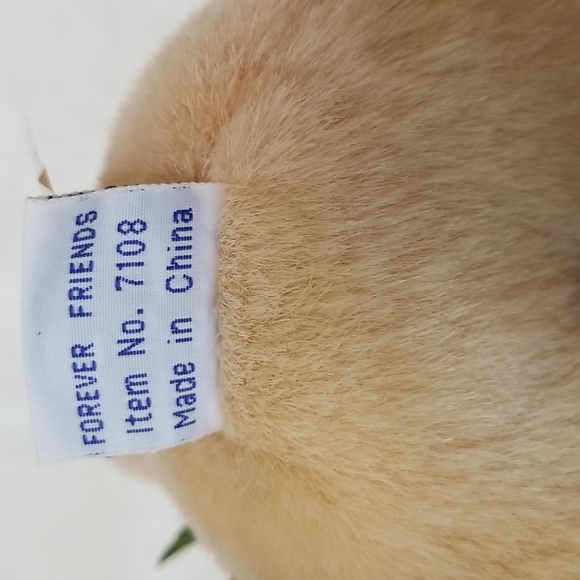 FOREVER FRIENDS
Item No. 7108
Made in China